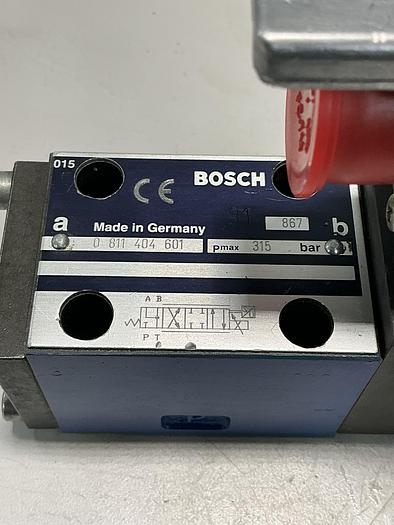 015
CE BOSCH
867
a Made in Germany b
0 811 404 601 pmax 315 bar
A B
P T